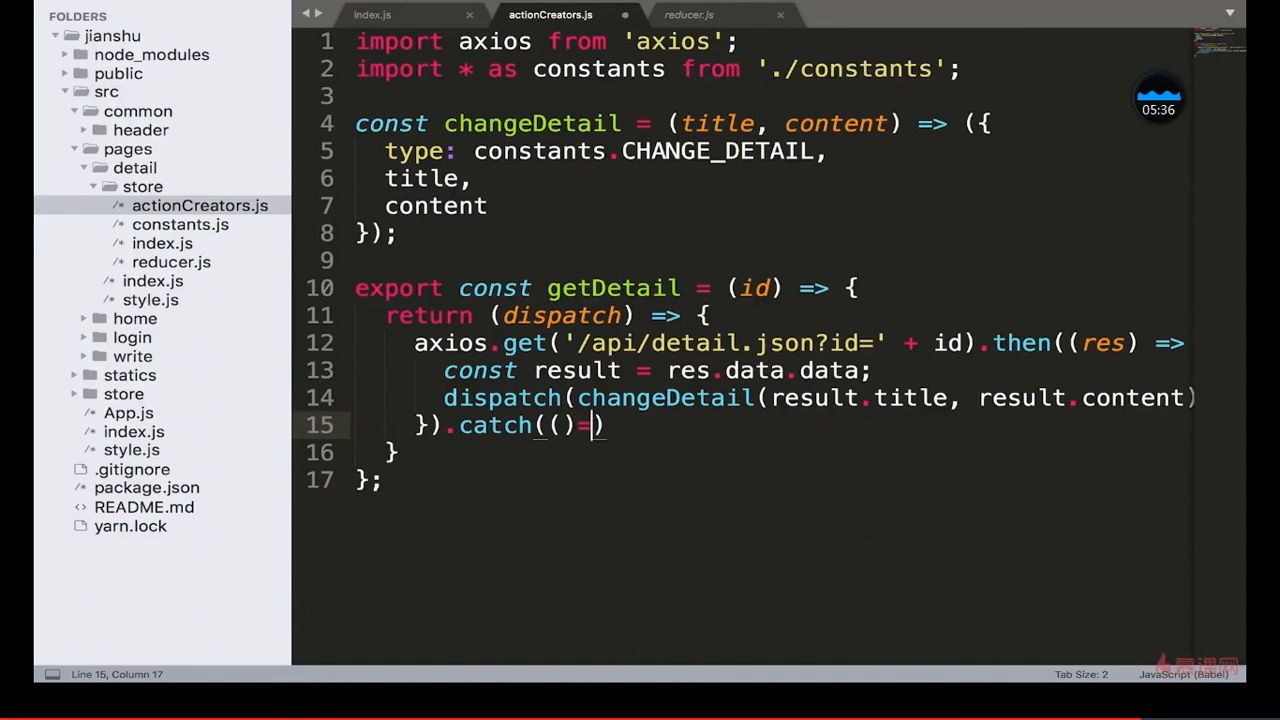 FOLDERS
jianshu
node_modules
public
src
common
header
pages
detail
store
actionCreators.js
constants.js
index.js
reducer.js
index.js
style.js
home
login
write
statics
store
App.js
index.js
style.js
.gitignore
package.json
README.md
yarn.lock
index.js
actionCreators.js
reducer.js
1 import axios from 'axios';
2 import * as constants from './constants';
3
4 const changeDetail = (title, content) => ({
5 type: constants.CHANGE_DETAIL,
6 title,
7 content
8 });
9
10 export const getDetail = (id) => {
11 return (dispatch) => {
12 axios.get('/api/detail.json?id=' + id).then((res) =>
13 const result = res.data.data;
14 dispatch(changeDetail(result.title, result.content)
15 }).catch(()=)
16 }
17 };
05:36
慕课网
Line 15, Column 17
Tab Size: 2
JavaScript (Babel)